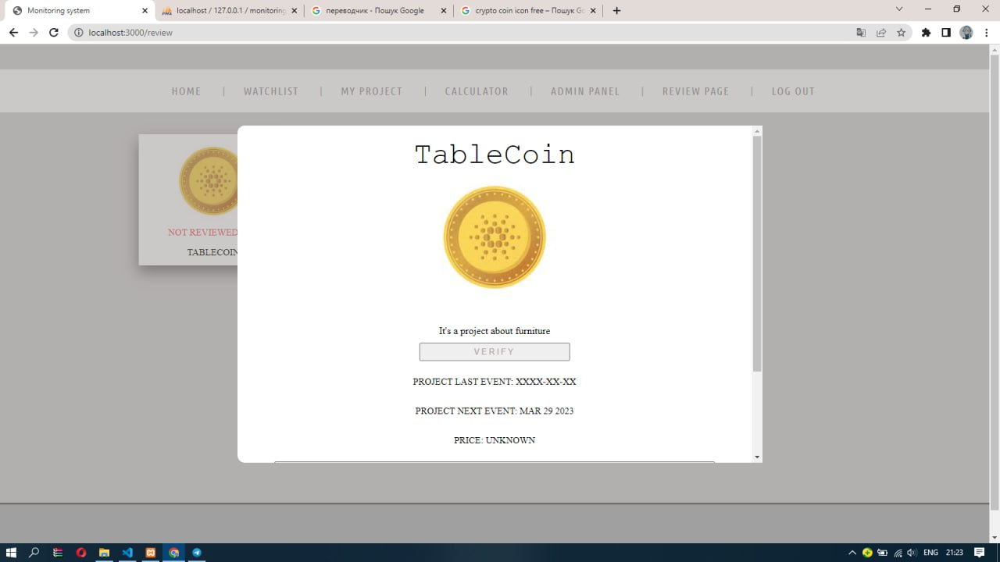 Monitoring system
localhost / 127.0.0.1 / monitoring
переводчик - Пошук Google
crypto coin icon free – Пошук Go
localhost:3000/review
HOME | WATCHLIST | MY PROJECT | CALCULATOR | ADMIN PANEL | REVIEW PAGE | LOG OUT
NOT REVIEWED
TABLECOIN
TableCoin
It's a project about furniture
VERIFY
PROJECT LAST EVENT: XXXX-XX-XX
PROJECT NEXT EVENT: MAR 29 2023
PRICE: UNKNOWN
ENG 21:23